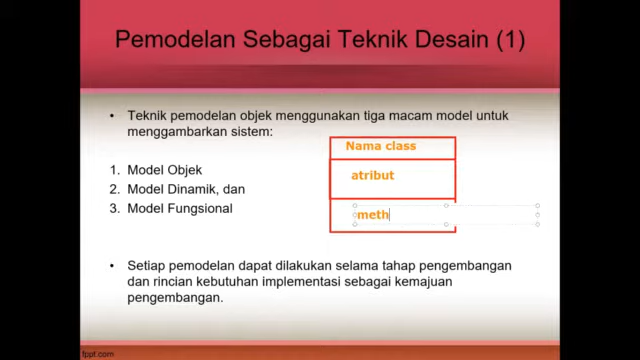 Pemodelan Sebagai Teknik Desain (1)
• Teknik pemodelan objek menggunakan tiga macam model untuk
menggambarkan sistem:
1. Model Objek
2. Model Dinamik, dan
3. Model Fungsional
Nama class
atribut
meth
• Setiap pemodelan dapat dilakukan selama tahap pengembangan
dan rincian kebutuhan implementasi sebagai kemajuan
pengembangan.
fppt.com